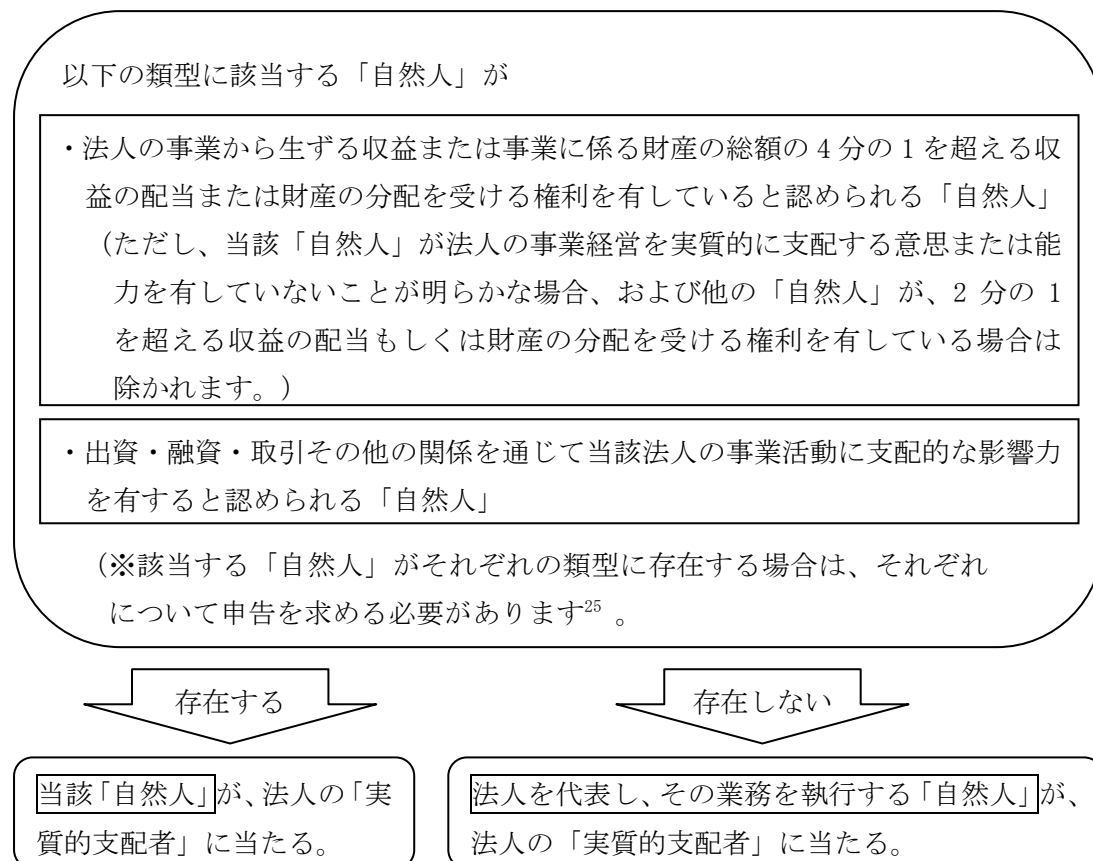 以下の類型に該当する「自然人」が
・法人の事業から生ずる収益または事業に係る財産の総額の 4 分の 1 を超える収
益の配当または財産の分配を受ける権利を有していると認められる「自然人」
（ただし、当該「自然人」が法人の事業経営を実質的に支配する意思または能
力を有していないことが明らかな場合、および他の「自然人」が、2 分の 1
を超える収益の配当もしくは財産の分配を受ける権利を有している場合は
除かれます。）
・出資・融資・取引その他の関係を通じて当該法人の事業活動に支配的な影響力
を有すると認められる「自然人」
（※該当する「自然人」がそれぞれの類型に存在する場合は、それぞれ
について申告を求める必要があります25 。
存在する
存在しない
当該「自然人」が、法人の「実
質的支配者」に当たる。
法人を代表し、その業務を執行する「自然人」が、
法人の「実質的支配者」に当たる。